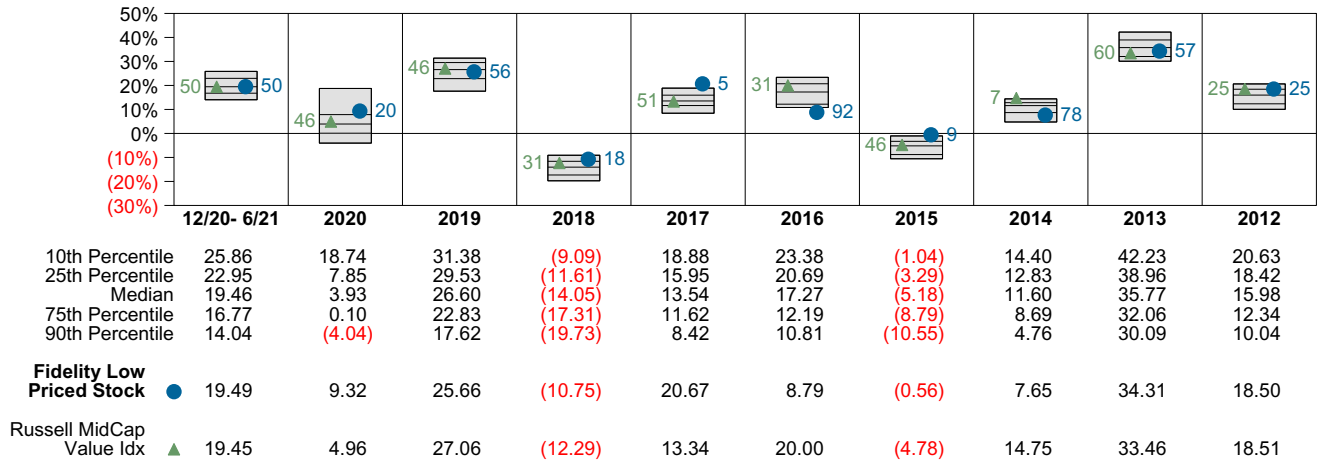 50%
40%
30%
20%
10%
0%
(10%)
(20%)
(30%)
50 50
46 20
46 56
31 18
51 5
31 92
46 9
7 78
60 57
25 25
12/20- 6/21 2020 2019 2018 2017 2016 2015 2014 2013 2012
10th Percentile 25.86 18.74 31.38 (9.09) 18.88 23.38 (1.04) 14.40 42.23 20.63
25th Percentile 22.95 7.85 29.53 (11.61) 15.95 20.69 (3.29) 12.83 38.96 18.42
Median 19.46 3.93 26.60 (14.05) 13.54 17.27 (5.18) 11.60 35.77 15.98
75th Percentile 16.77 0.10 22.83 (17.31) 11.62 12.19 (8.79) 8.69 32.06 12.34
90th Percentile 14.04 (4.04) 17.62 (19.73) 8.42 10.81 (10.55) 4.76 30.09 10.04
Fidelity Low
Priced Stock 19.49 9.32 25.66 (10.75) 20.67 8.79 (0.56) 7.65 34.31 18.50
Russell MidCap
Value Idx 19.45 4.96 27.06 (12.29) 13.34 20.00 (4.78) 14.75 33.46 18.51